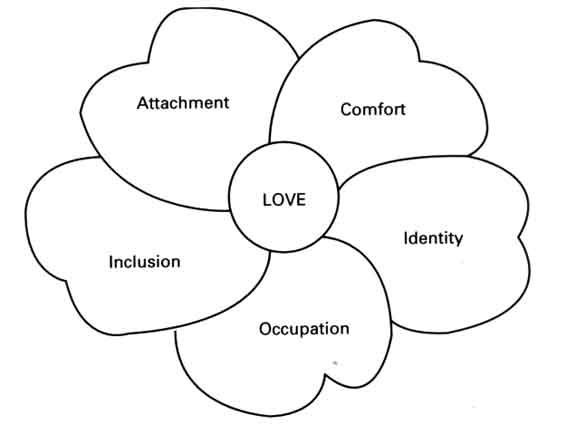 Attachment
Comfort
LOVE
Identity
Inclusion
Occupation